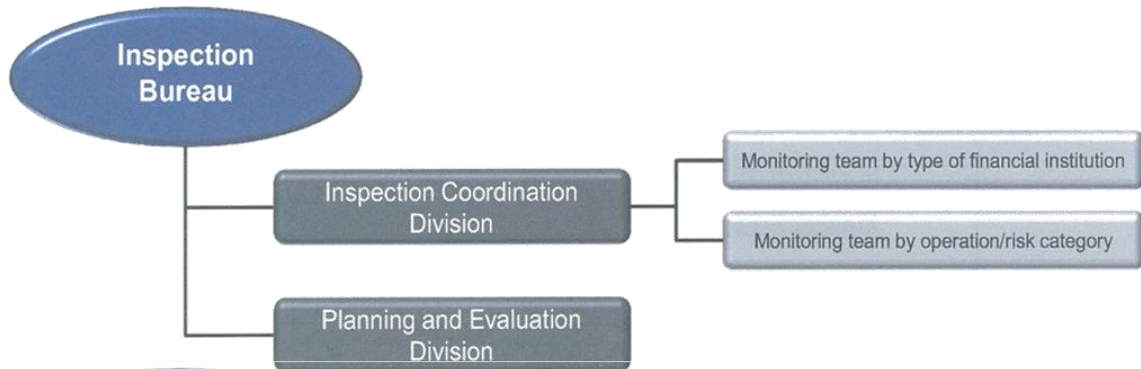 Inspection
Bureau
Inspection Coordination
Division
Monitoring team by type of financial institution
Monitoring team by operation/risk category
Planning and Evaluation
Division